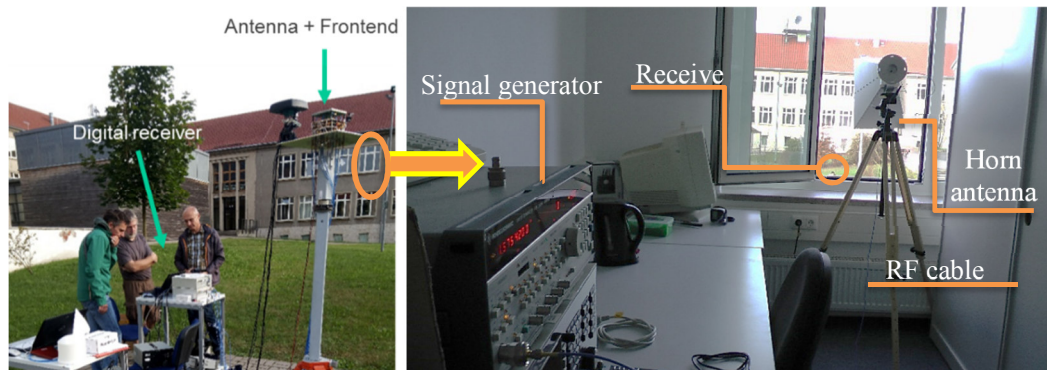 Antenna + Frontend
Digital receiver
Signal generator
Receive
Horn
antenna
RF cable